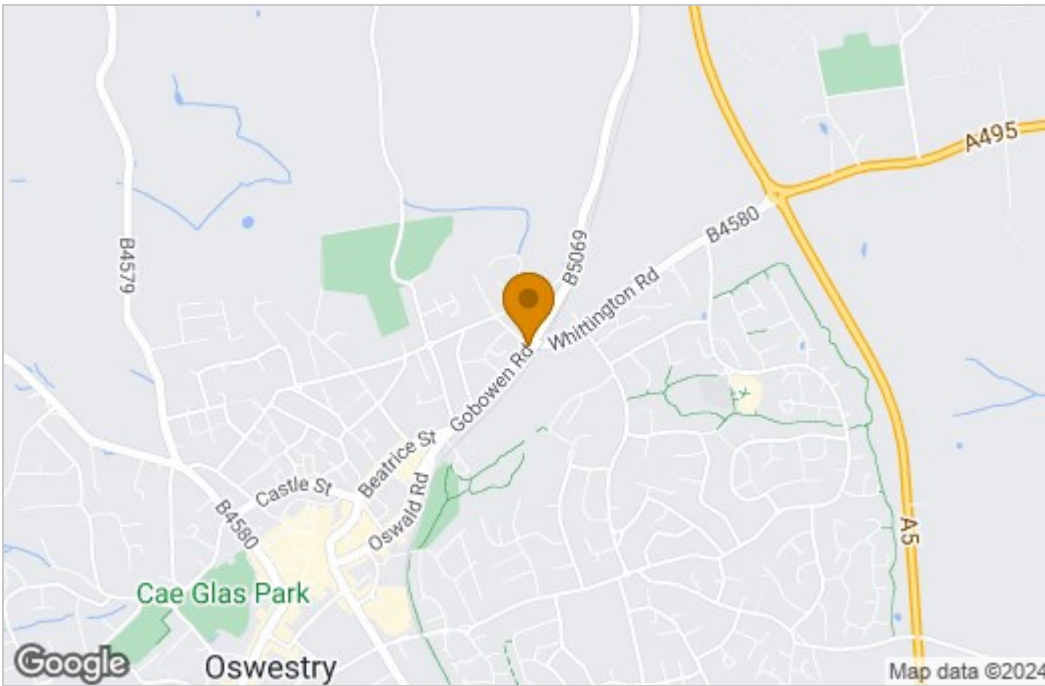 A495
B4580
B5069
Whittington Rd
B4579
Gobowen Rd
Beatrice St
Castle St
Oswald Rd
B4580
A5
Cae Glas Park
Oswestry
Google
Map data ©2024